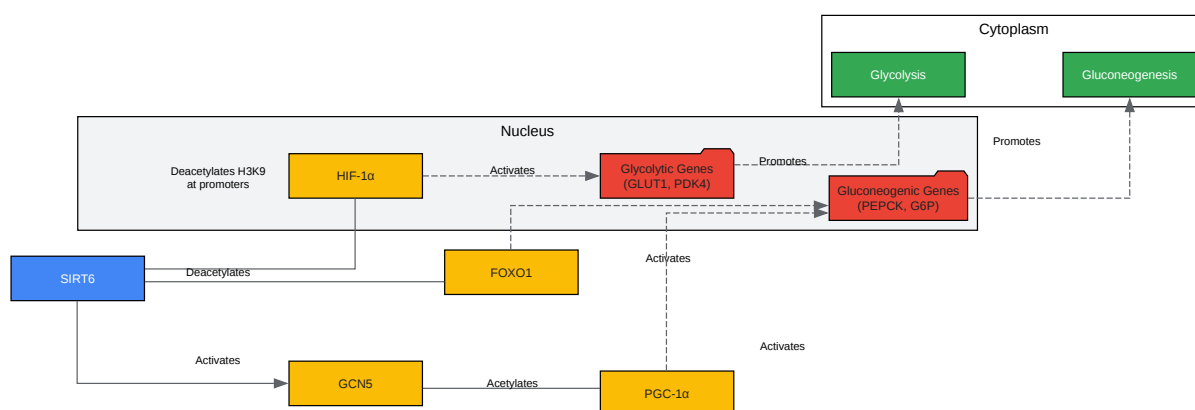 Cytoplasm
Glycolysis
Gluconeogenesis
Nucleus
Promotes
Deacetylates H3K9
at promoters
HIF-1α
Activates
Glycolytic Genes
(GLUT1, PDK4)
Promotes
Gluconeogenic Genes
(PEPCK, G6P)
SIRT6
Deacetylates
FOXO1
Activates
Activates
Activates
GCN5
Acetylates
PGC-1α